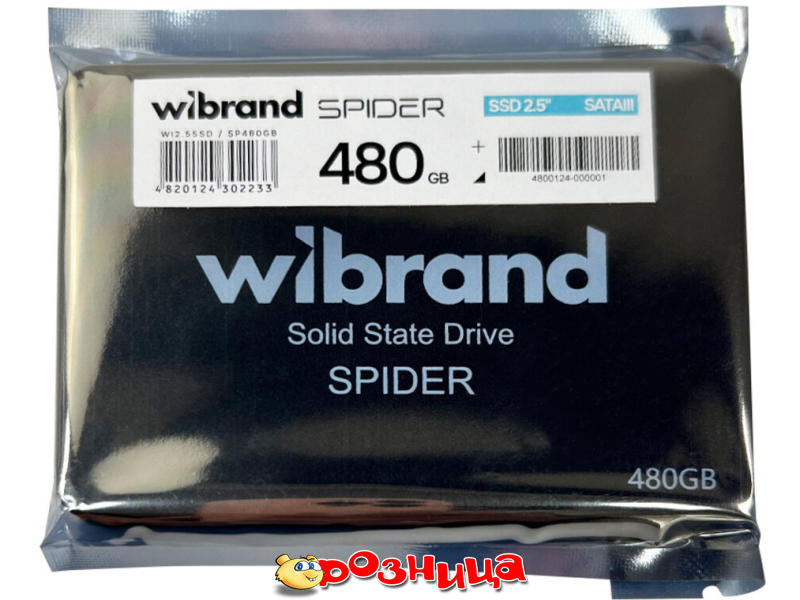 wibrand SPIDER SSD 2.5" SATAIII
WI2.5SSD / SP480GB
480 GB
4 820124 302233
4800124-000001
wibrand
Solid State Drive
SPIDER
480GB
Розница